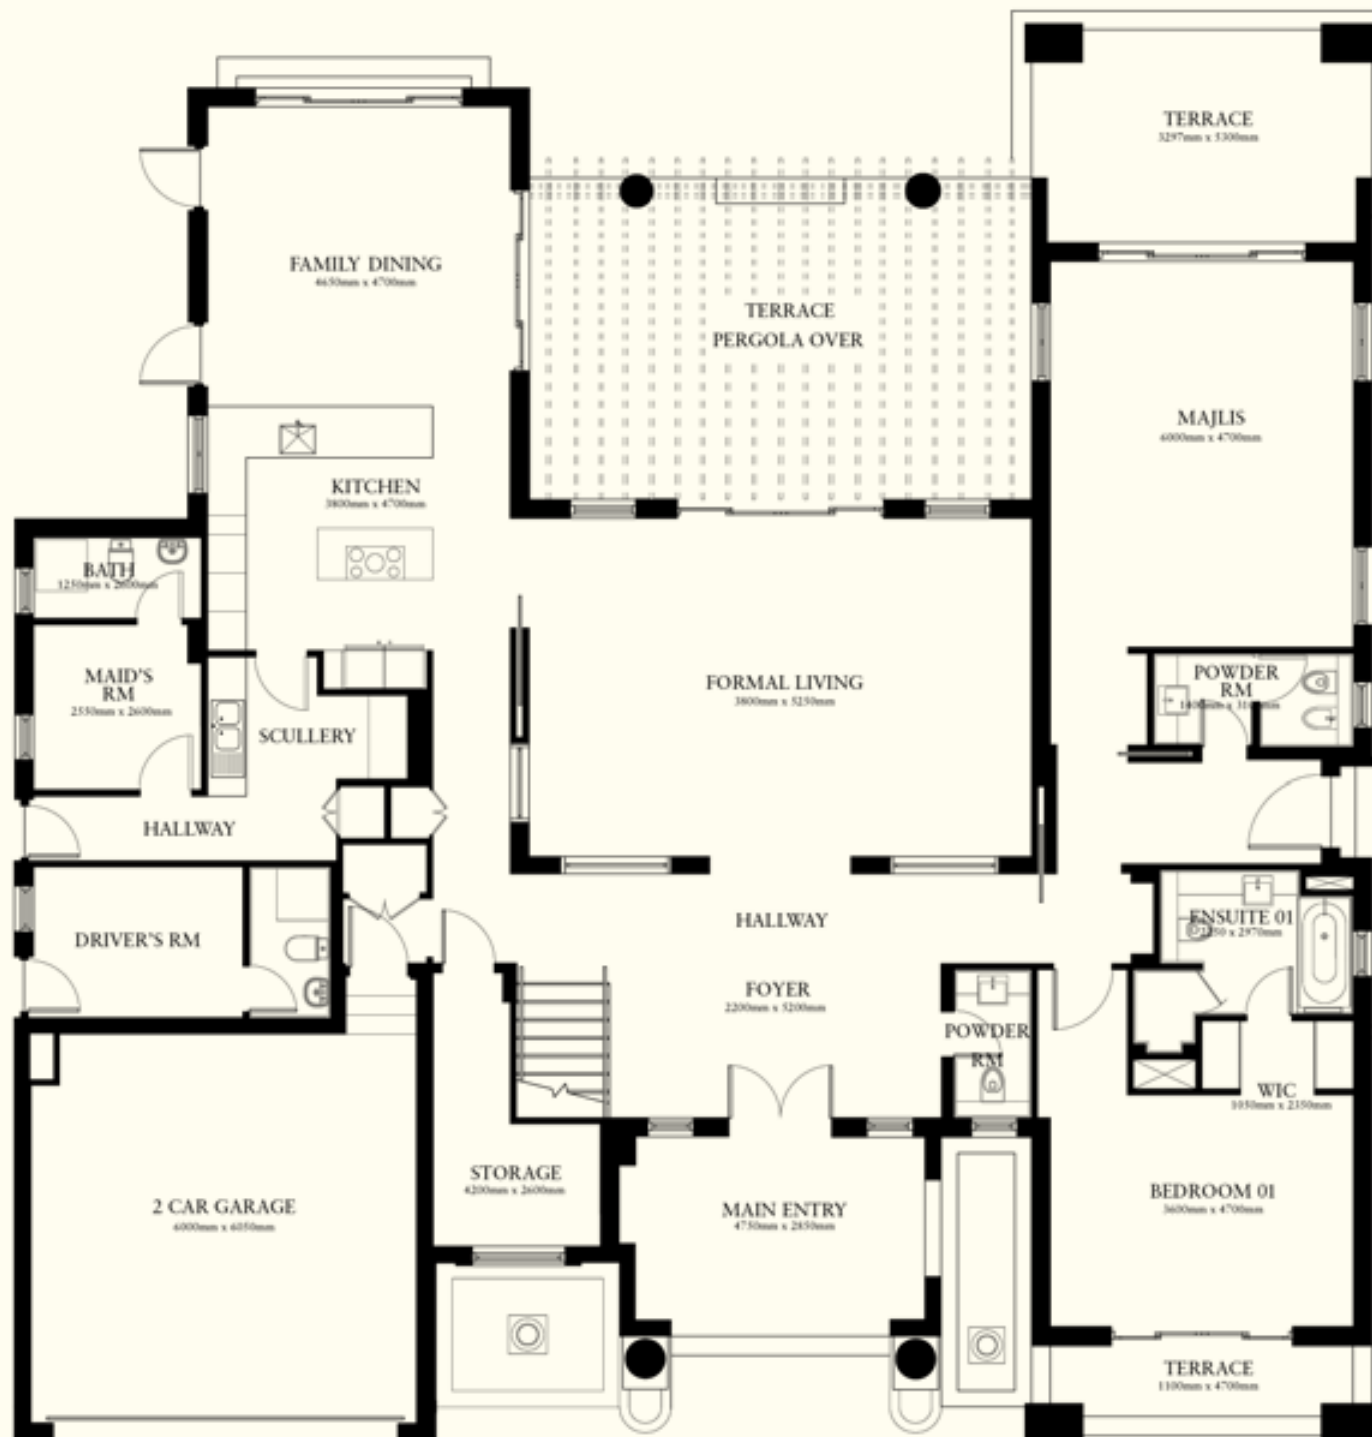 TERRACE
3297mm x 5300mm
FAMILY DINING
4650mm x 4700mm
TERRACE
PERGOLA OVER
MAJLIS
6000mm x 4700mm
KITCHEN
3800mm x 4700mm
BATH
1250mm x 2600mm
MAID'S
RM
2550mm x 2600mm
SCULLERY
FORMAL LIVING
3800mm x 5250mm
POWDER
RM
HALLWAY
DRIVER'S RM
HALLWAY
ENSUITE 01
FOYER
2200mm x 5200mm
POWDER
RM
WIC
1050mm x 2350mm
2 CAR GARAGE
6000mm x 6050mm
STORAGE
4200mm x 2600mm
MAIN ENTRY
4750mm x 2850mm
BEDROOM 01
3600mm x 4700mm
TERRACE
1100mm x 4700mm